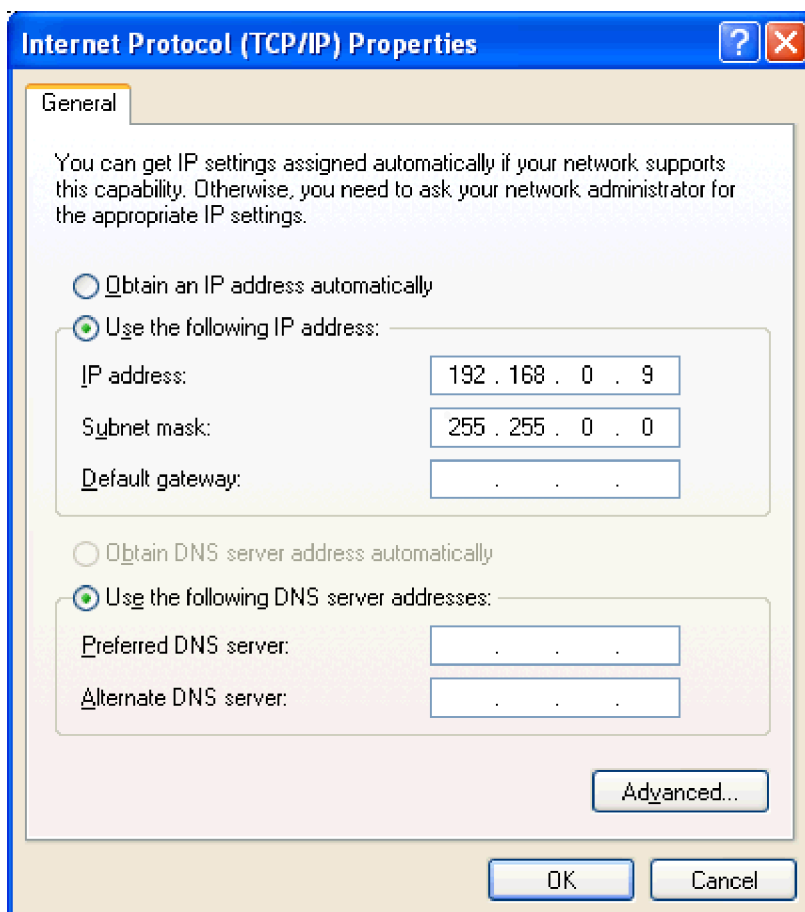 Internet Protocol (TCP/IP) Properties
General
You can get IP settings assigned automatically if your network supports
this capability. Otherwise, you need to ask your network administrator for
the appropriate IP settings.
Obtain an IP address automatically
Use the following IP address:
IP address: 192 . 168 . 0 . 9
Subnet mask: 255 . 255 . 0 . 0
Default gateway: . . .
Obtain DNS server address automatically
Use the following DNS server addresses:
Preferred DNS server: . . .
Alternate DNS server: . . .
Advanced...
OK Cancel